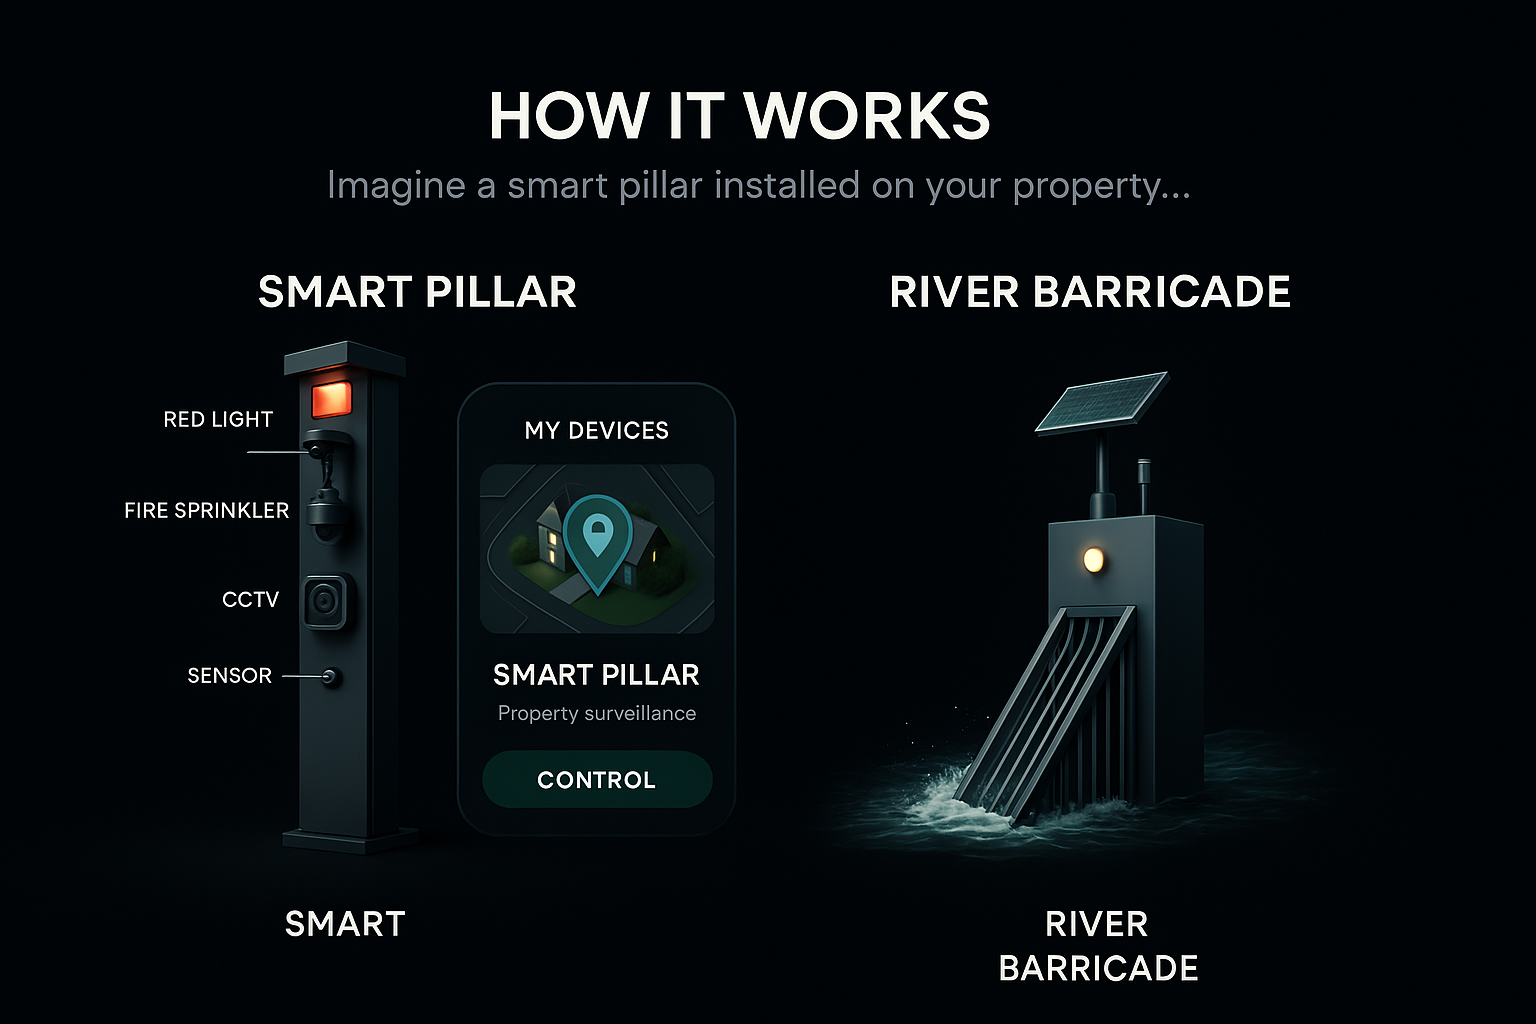 HOW IT WORKS
Imagine a smart pillar installed on your property...
SMART PILLAR
RED LIGHT
FIRE SPRINKLER
CCTV
SENSOR
MY DEVICES
SMART PILLAR
Property surveillance
CONTROL
SMART
RIVER BARRICADE
RIVER
BARRICADE